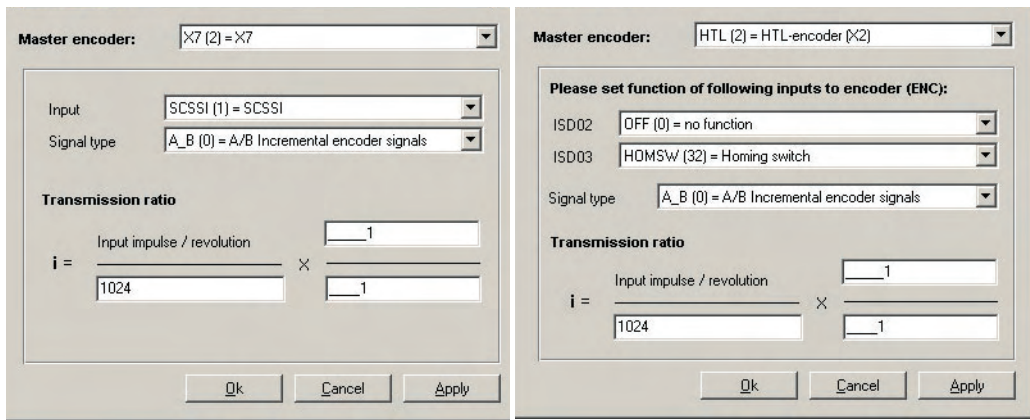 Master encoder: X7 (2) = X7
Input SCSSI (1) = SCSSI
Signal type A_B (0) = A/B Incremental encoder signals
Transmission ratio
____1
Input impulse / revolution
i = X
1024 ___1
Ok Cancel Apply
Master encoder: HTL (2) = HTL-encoder (X2)
Please set function of following inputs to encoder (ENC):
ISD02 OFF (0) = no function
ISD03 HOMSW (32) = Homing switch
Signal type A_B (0) = A/B Incremental encoder signals
Transmission ratio
____1
Input impulse / revolution
i = X
1024 ___1
Ok Cancel Apply